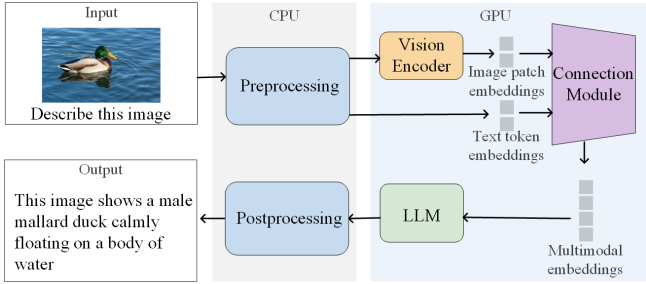 Input
CPU
GPU
Describe this image
Preprocessing
Vision
Encoder
Image patch
embeddings
Text token
embeddings
Connection
Module
Output
This image shows a male
mallard duck calmly
floating on a body of
water
Postprocessing
LLM
Multimodal
embeddings